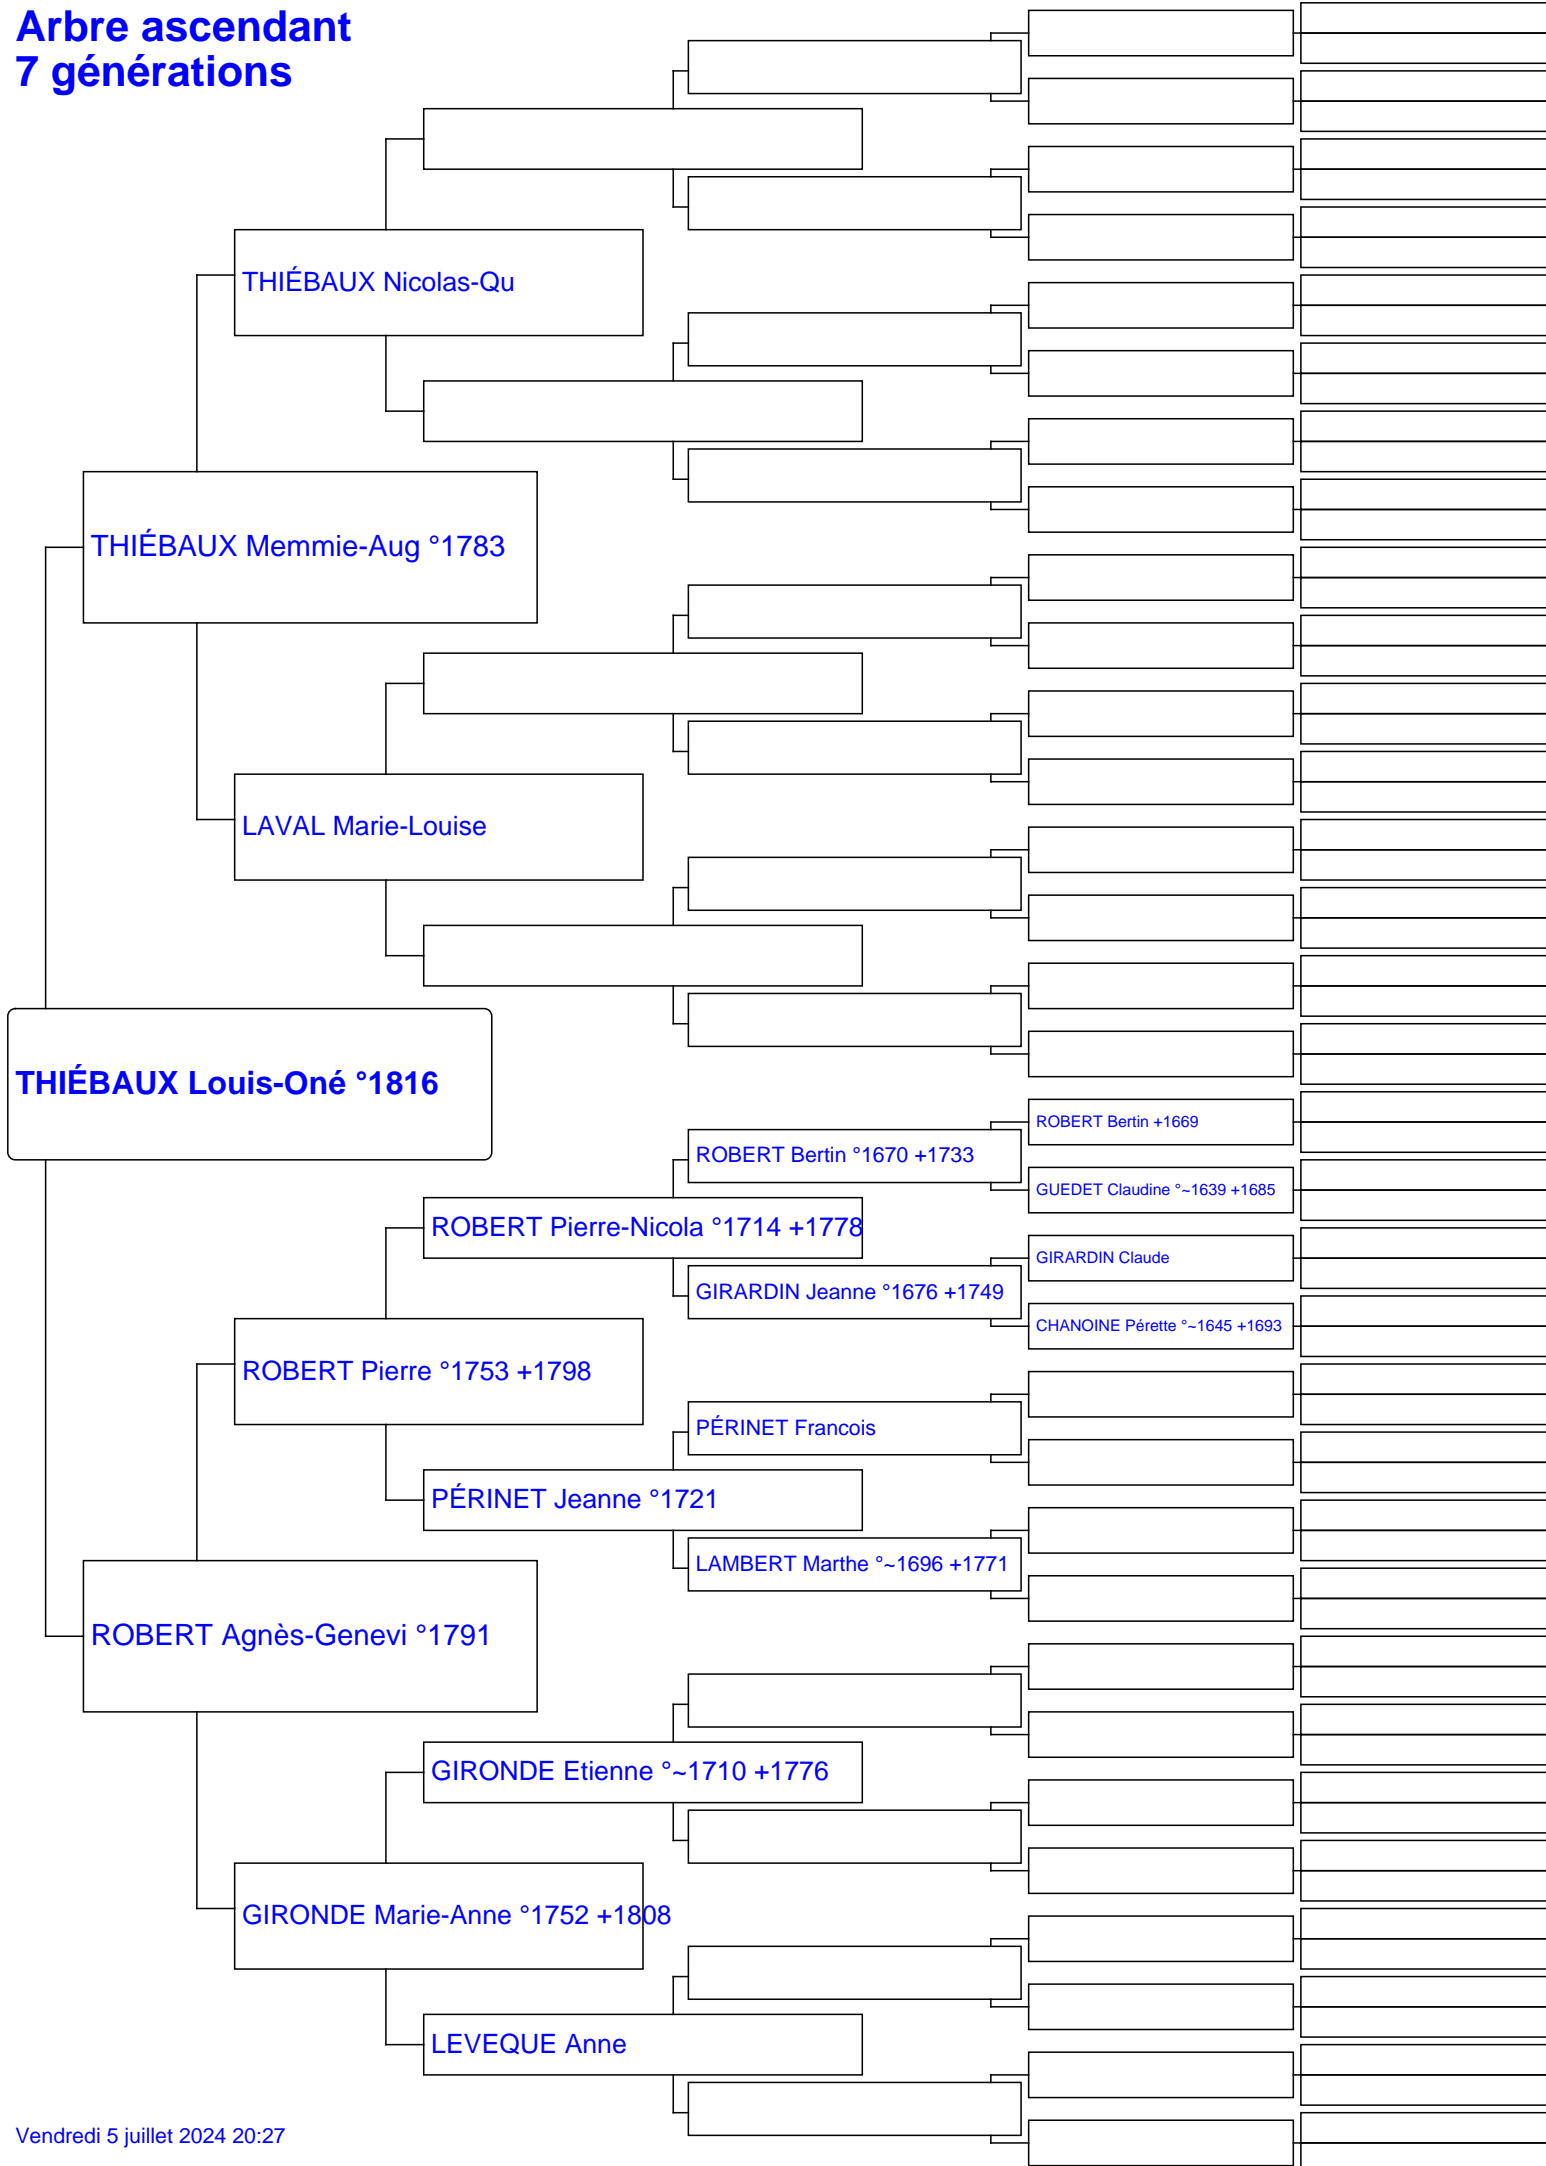 Arbre ascendant
7 générations
THIÉBAUX Nicolas-Qu
THIÉBAUX Memmie-Aug °1783
LAVAL Marie-Louise
THIÉBAUX Louis-Oné °1816
ROBERT Bertin +1669
ROBERT Bertin °1670 +1733
GUEDET Claudine °~1639 +1685
ROBERT Pierre-Nicola °1714 +1778
GIRARDIN Claude
GIRARDIN Jeanne °1676 +1749
CHANOINE Pérette °~1645 +1693
ROBERT Pierre °1753 +1798
PÉRINET Francois
PÉRINET Jeanne °1721
LAMBERT Marthe °~1696 +1771
ROBERT Agnès-Genevi °1791
GIRONDE Etienne °~1710 +1776
GIRONDE Marie-Anne °1752 +1808
LEVEQUE Anne
Vendredi 5 juillet 2024 20:27